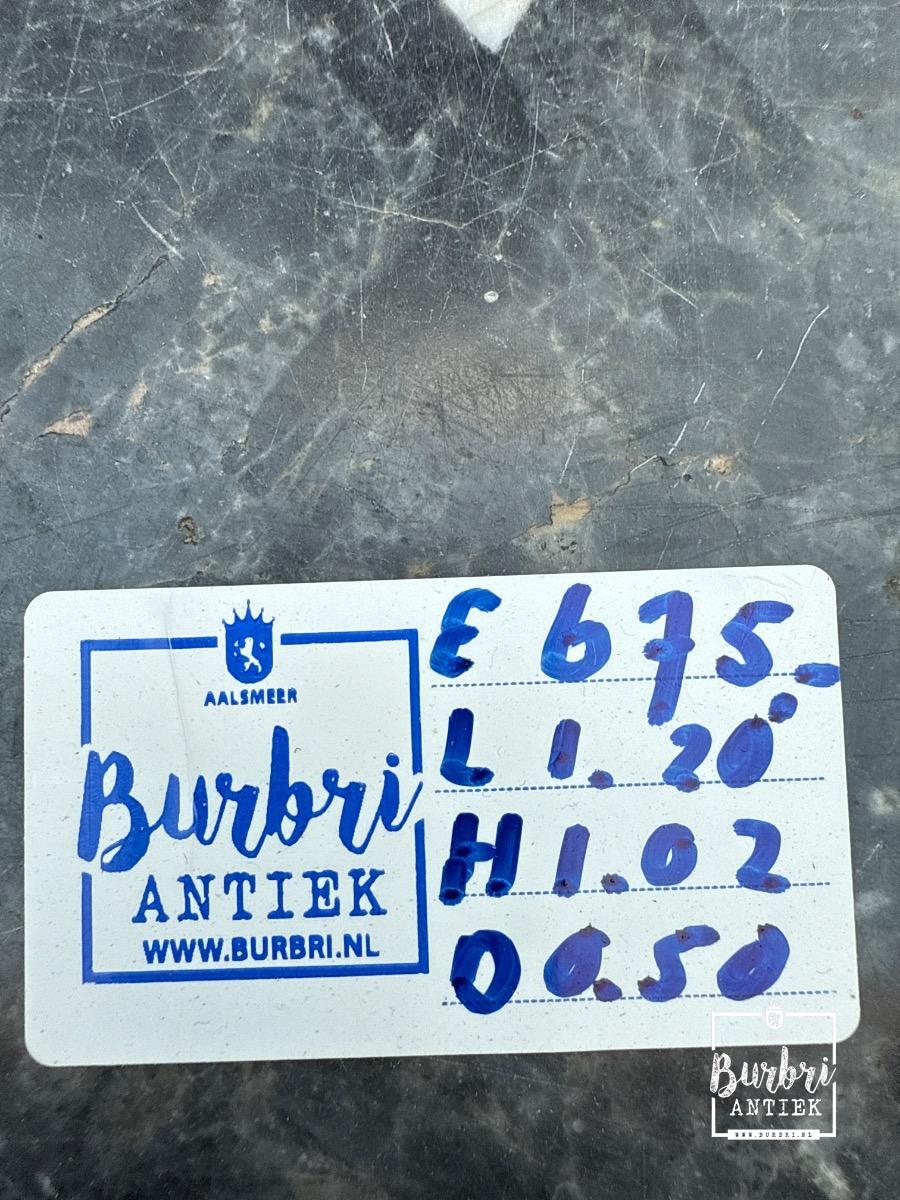 AALSMEER
Burbri
ANTIEK
WWW.BURBRI.NL
€ 675.-
L 1.20
H 1.02
D 0.50
Burbri
ANTIEK
WWW.BURBRI.NL